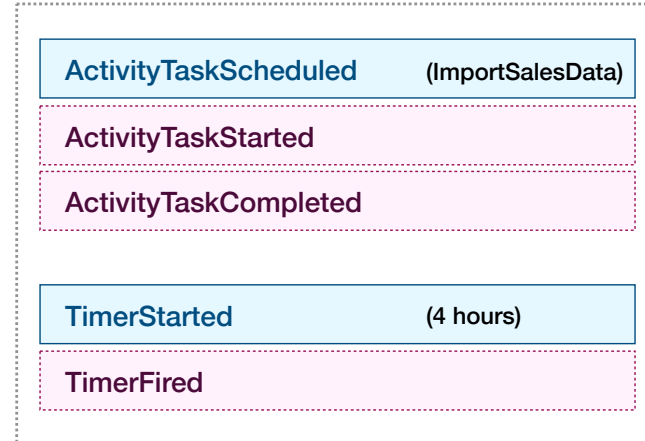 ActivityTaskScheduled (ImportSalesData)
ActivityTaskStarted
ActivityTaskCompleted
TimerStarted (4 hours)
TimerFired